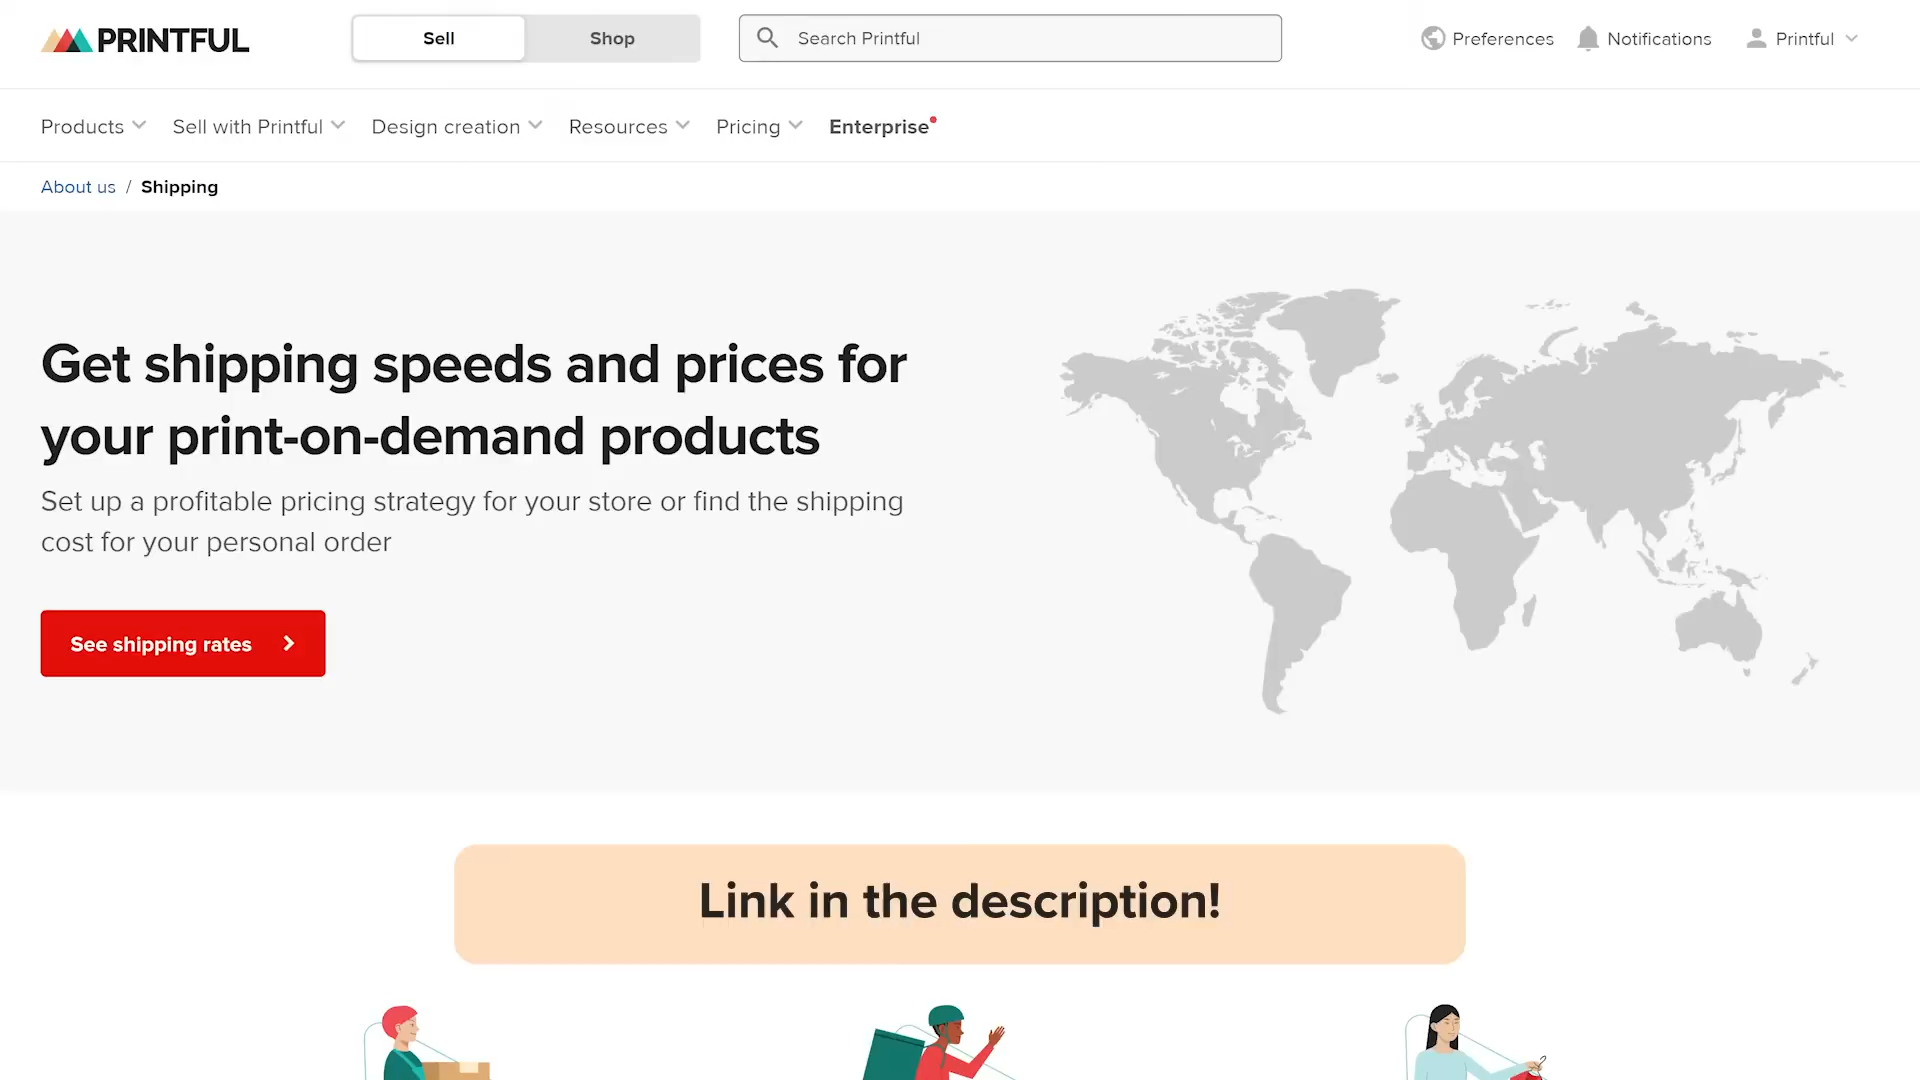 PRINTFUL
Sell
Shop
Search Printful
Preferences
Notifications
Printful
Products
Sell with Printful
Design creation
Resources
Pricing
Enterprise
About us / Shipping
Get shipping speeds and prices for
your print-on-demand products
Set up a profitable pricing strategy for your store or find the shipping
cost for your personal order
See shipping rates
Link in the description!